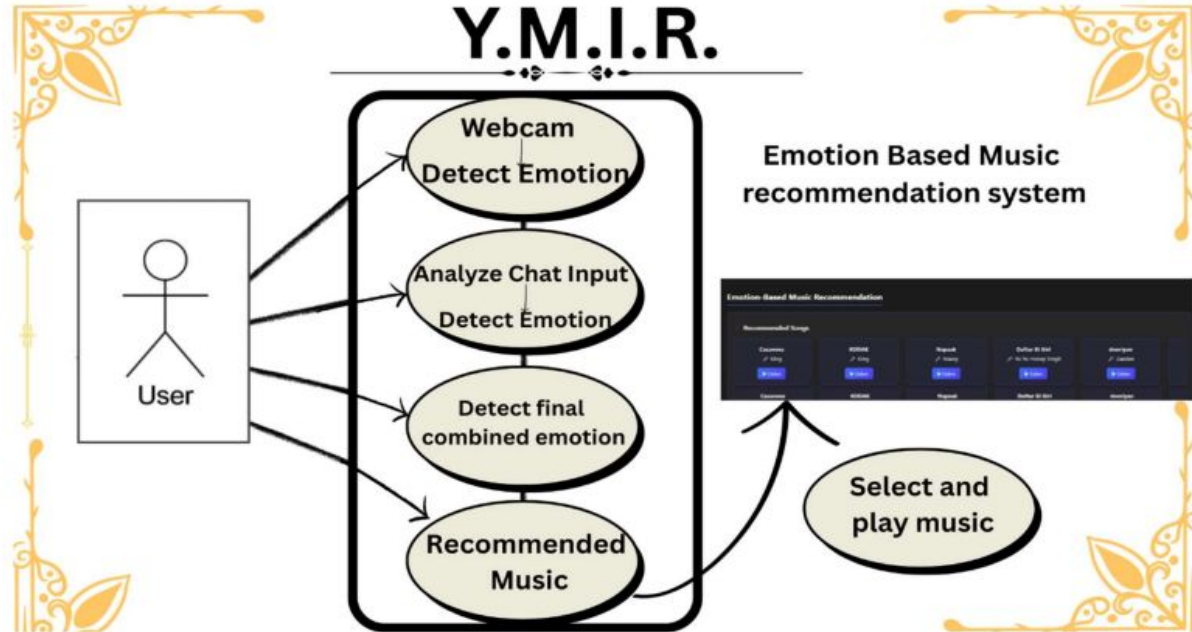 Y.M.I.R.
Webcam
Detect Emotion
Analyze Chat Input
Detect Emotion
Detect final
combined emotion
Recommended
Music
User
Emotion Based Music
recommendation system
Emotion-Based Music Recommendation
Recommended Songs
Select and
play music